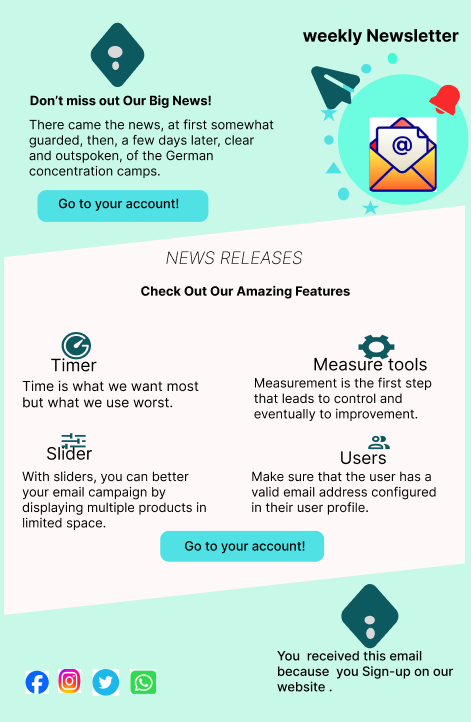 weekly Newsletter
Don't miss out Our Big News!
There came the news, at first somewhat
guarded, then, a few days later, clear
and outspoken, of the German
concentration camps.
Go to your account!
@
NEWS RELEASES
Check Out Our Amazing Features
Timer
Time is what we want most
but what we use worst.
Measure tools
Measurement is the first step
that leads to control and
eventually to improvement.
Slider
With sliders, you can better
your email campaign by
displaying multiple products in
limited space.
Users
Make sure that the user has a
valid email address configured
in their user profile.
Go to your account!
You  received this email
because  you Sign-up on our
website .